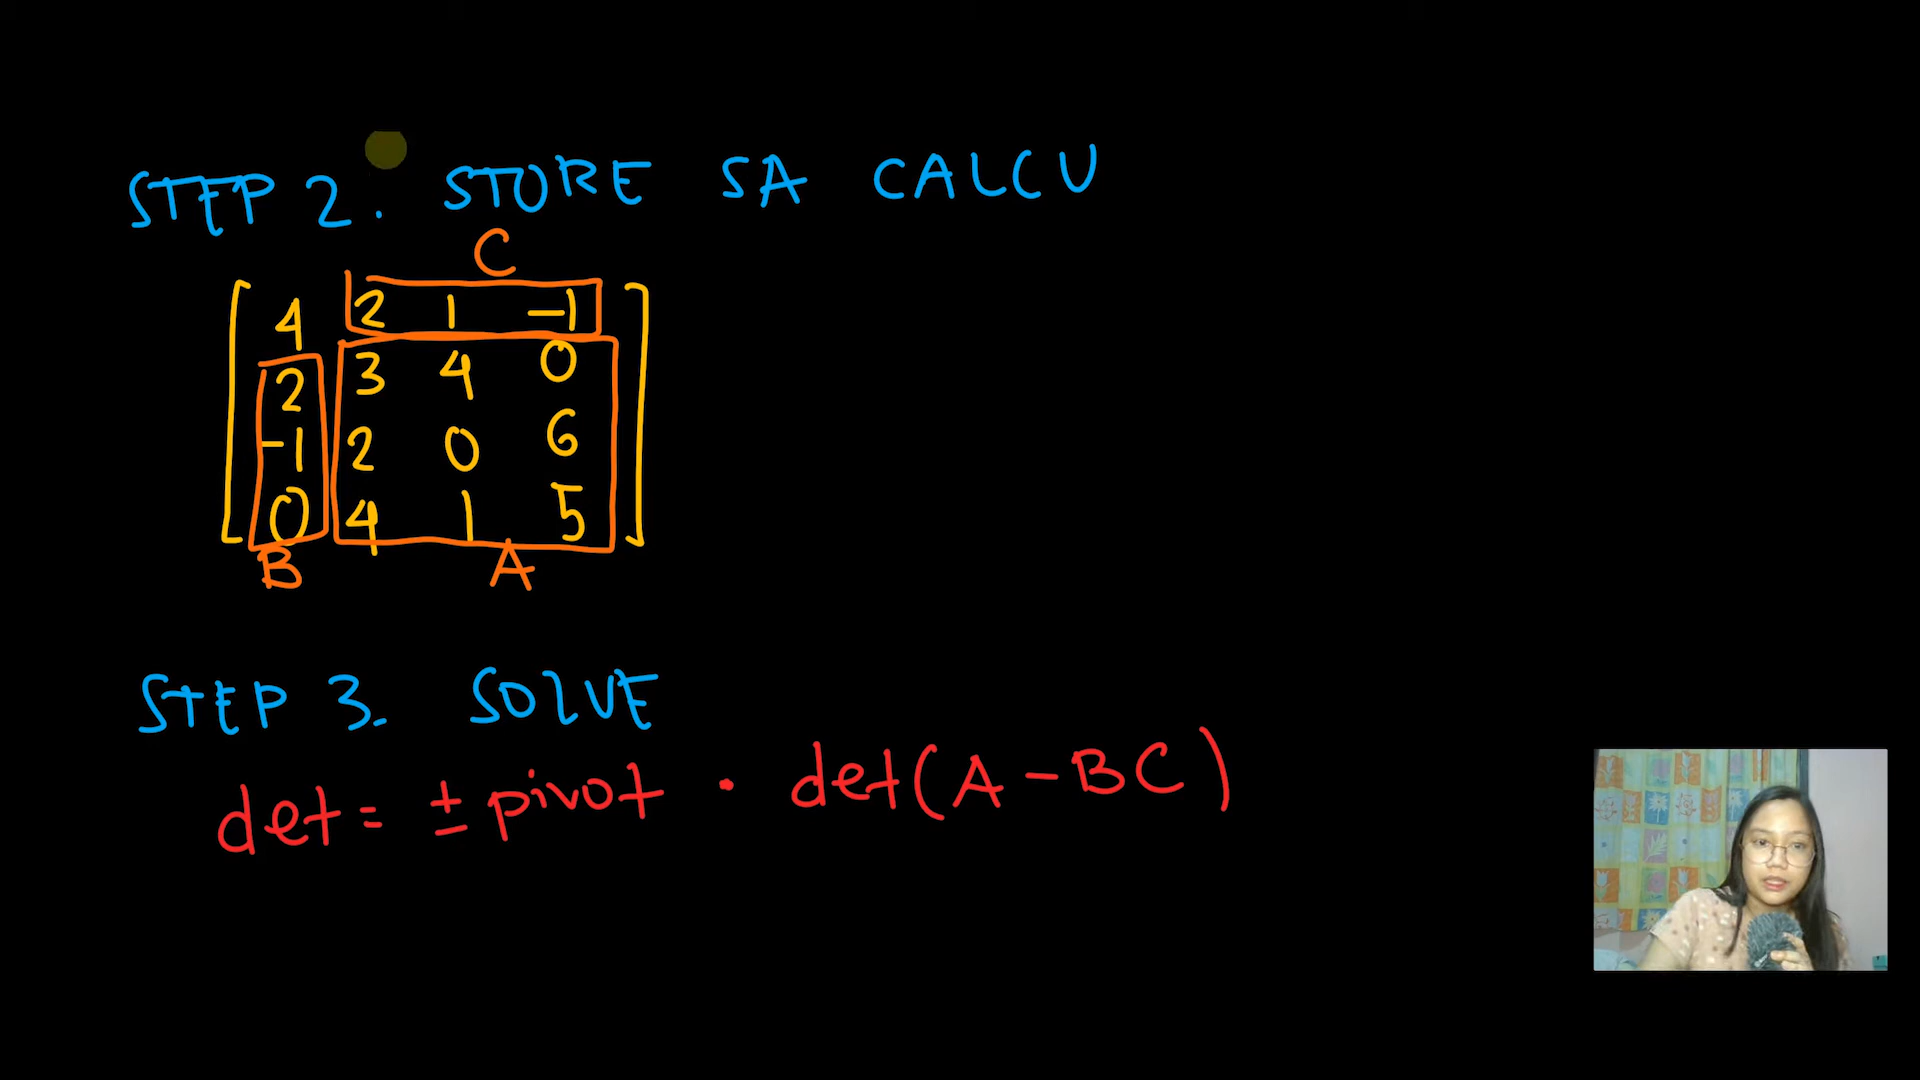 STEP 2. STORE SA CALCU
C
4 2 1 -1
2 3 4 0
-1 2 0 6
0 4 1 5
B A
STEP 3. SOLVE
det = ± pivot · det(A - BC)